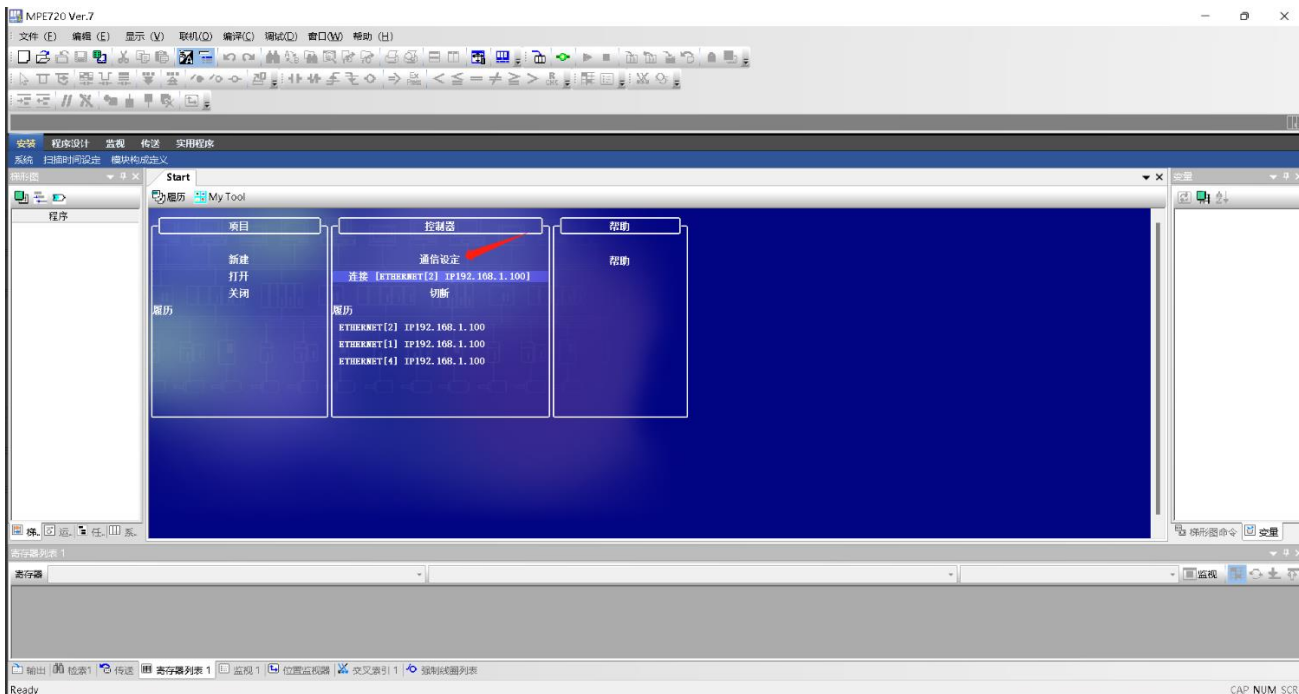 MPE720 Ver.7
文件 (F) 编辑 (E) 显示 (V) 联机(O) 编译(C) 调试(D) 窗口(W) 帮助 (H)
安装 程序设计 监视 传送 实用程序
系统 扫描时间设定 模块构成定义
梯形图
Start
变量
履历 My Tool
程序
项目 控制器 帮助
新建 通信设定 帮助
打开 连接 [ETHERNET[2] IP192.168.1.100]
关闭 切断
履历 履历
ETHERNET[2] IP192.168.1.100
ETHERNET[1] IP192.168.1.100
ETHERNET[4] IP192.168.1.100
梯. 运. 任. 系.
梯形图命令 变量
寄存器列表 1
寄存器 监视
输出 检索1 传送 寄存器列表 1 监视 1 位置监视器 交叉索引 1 强制线圈列表
Ready CAP NUM SCR